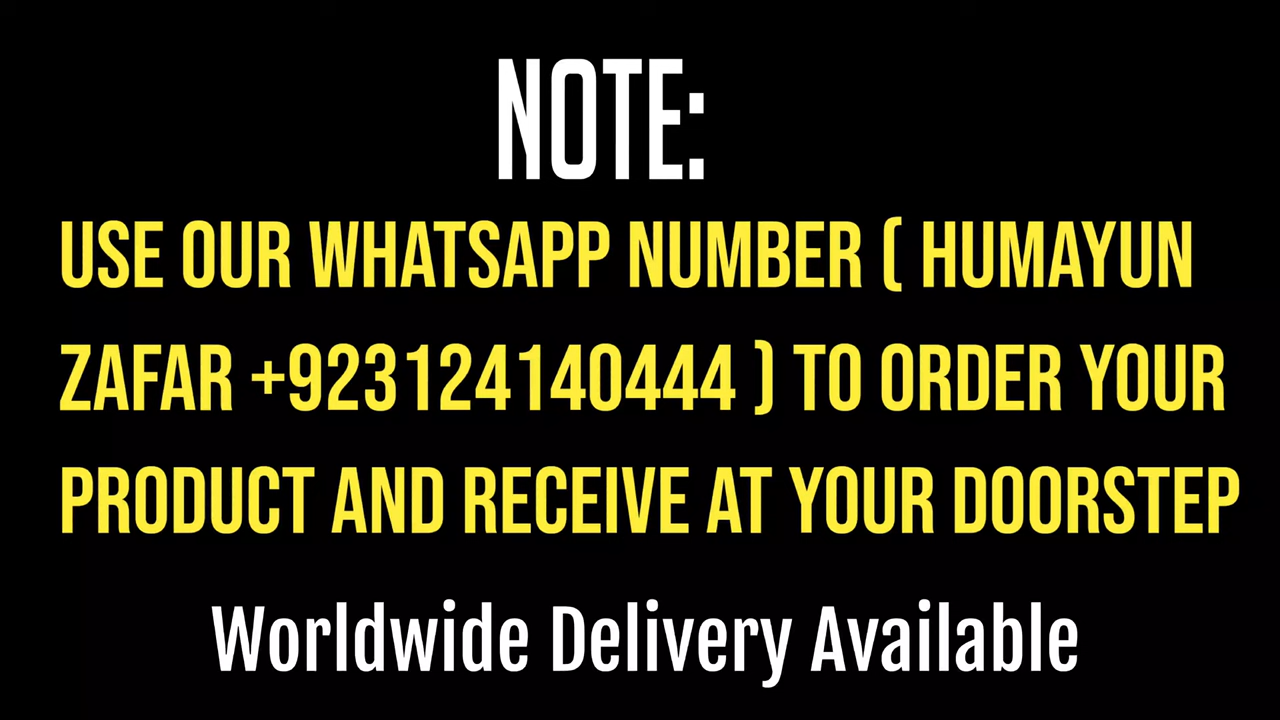 NOTE:
USE OUR WHATSAPP NUMBER ( HUMAYUN
ZAFAR +923124140444 ) TO ORDER YOUR
PRODUCT AND RECEIVE AT YOUR DOORSTEP
Worldwide Delivery Available